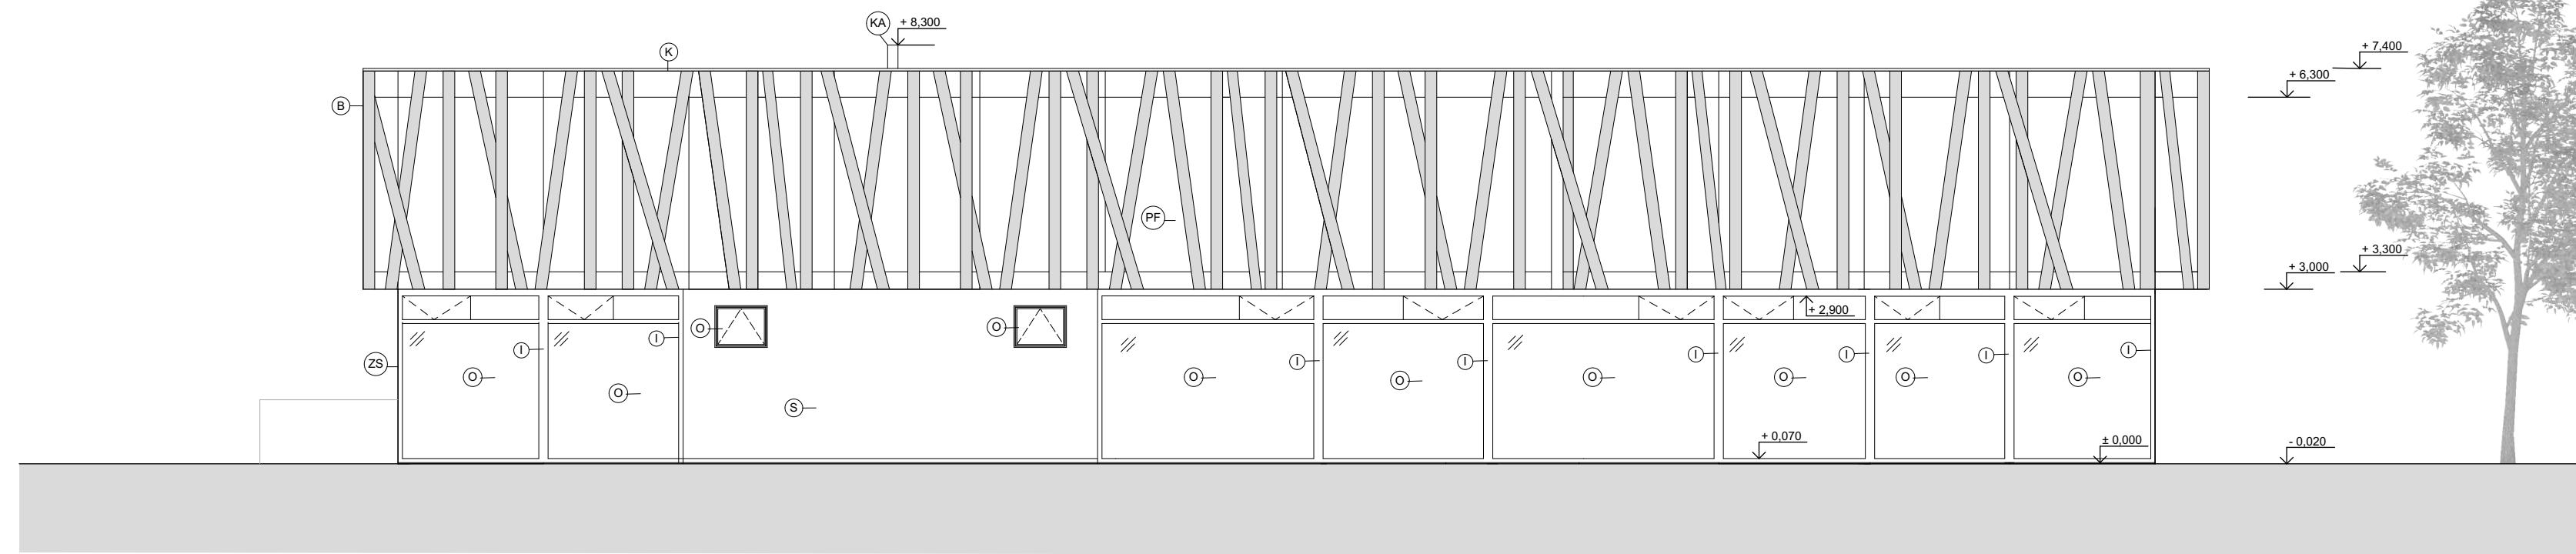 KA + 8,300
K
+ 7,400
+ 6,300
B
PF
+ 3,300
+ 3,000
+ 2,900
O
O
I
I
I
I
I
I
I
I
ZS
O
O
O
O
O
O
O
O
S
+ 0,070
± 0,000
- 0,020